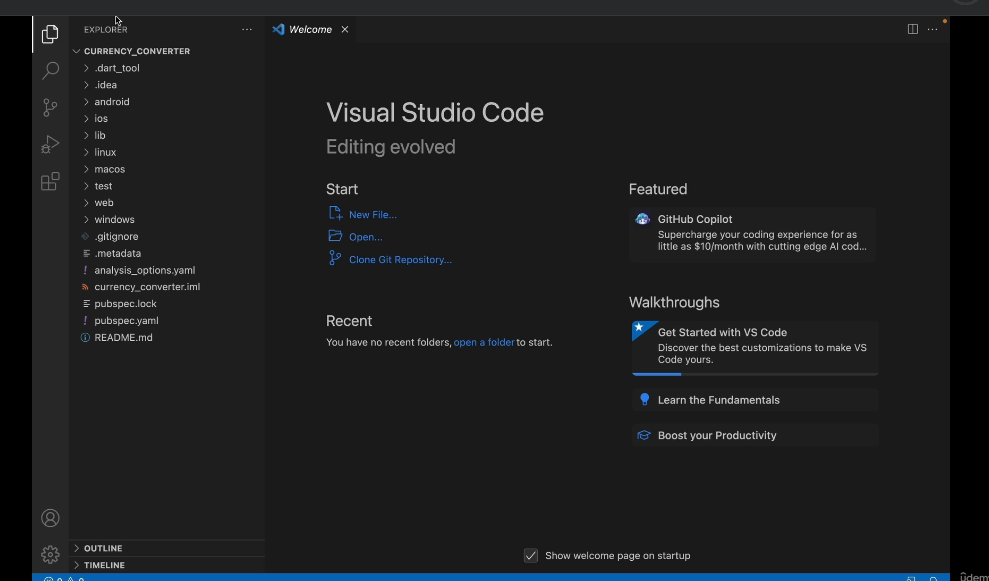 EXPLORER
Welcome
CURRENCY_CONVERTER
.dart_tool
.idea
android
ios
lib
linux
macos
test
web
windows
.gitignore
.metadata
analysis_options.yaml
currency_converter.iml
pubspec.lock
pubspec.yaml
README.md
OUTLINE
TIMELINE
Visual Studio Code
Editing evolved
Start
New File...
Open...
Clone Git Repository...
Recent
You have no recent folders, open a folder to start.
Featured
GitHub Copilot
Supercharge your coding experience for as
little as $10/month with cutting edge AI cod...
Walkthroughs
Get Started with VS Code
Discover the best customizations to make VS
Code yours.
Learn the Fundamentals
Boost your Productivity
Show welcome page on startup